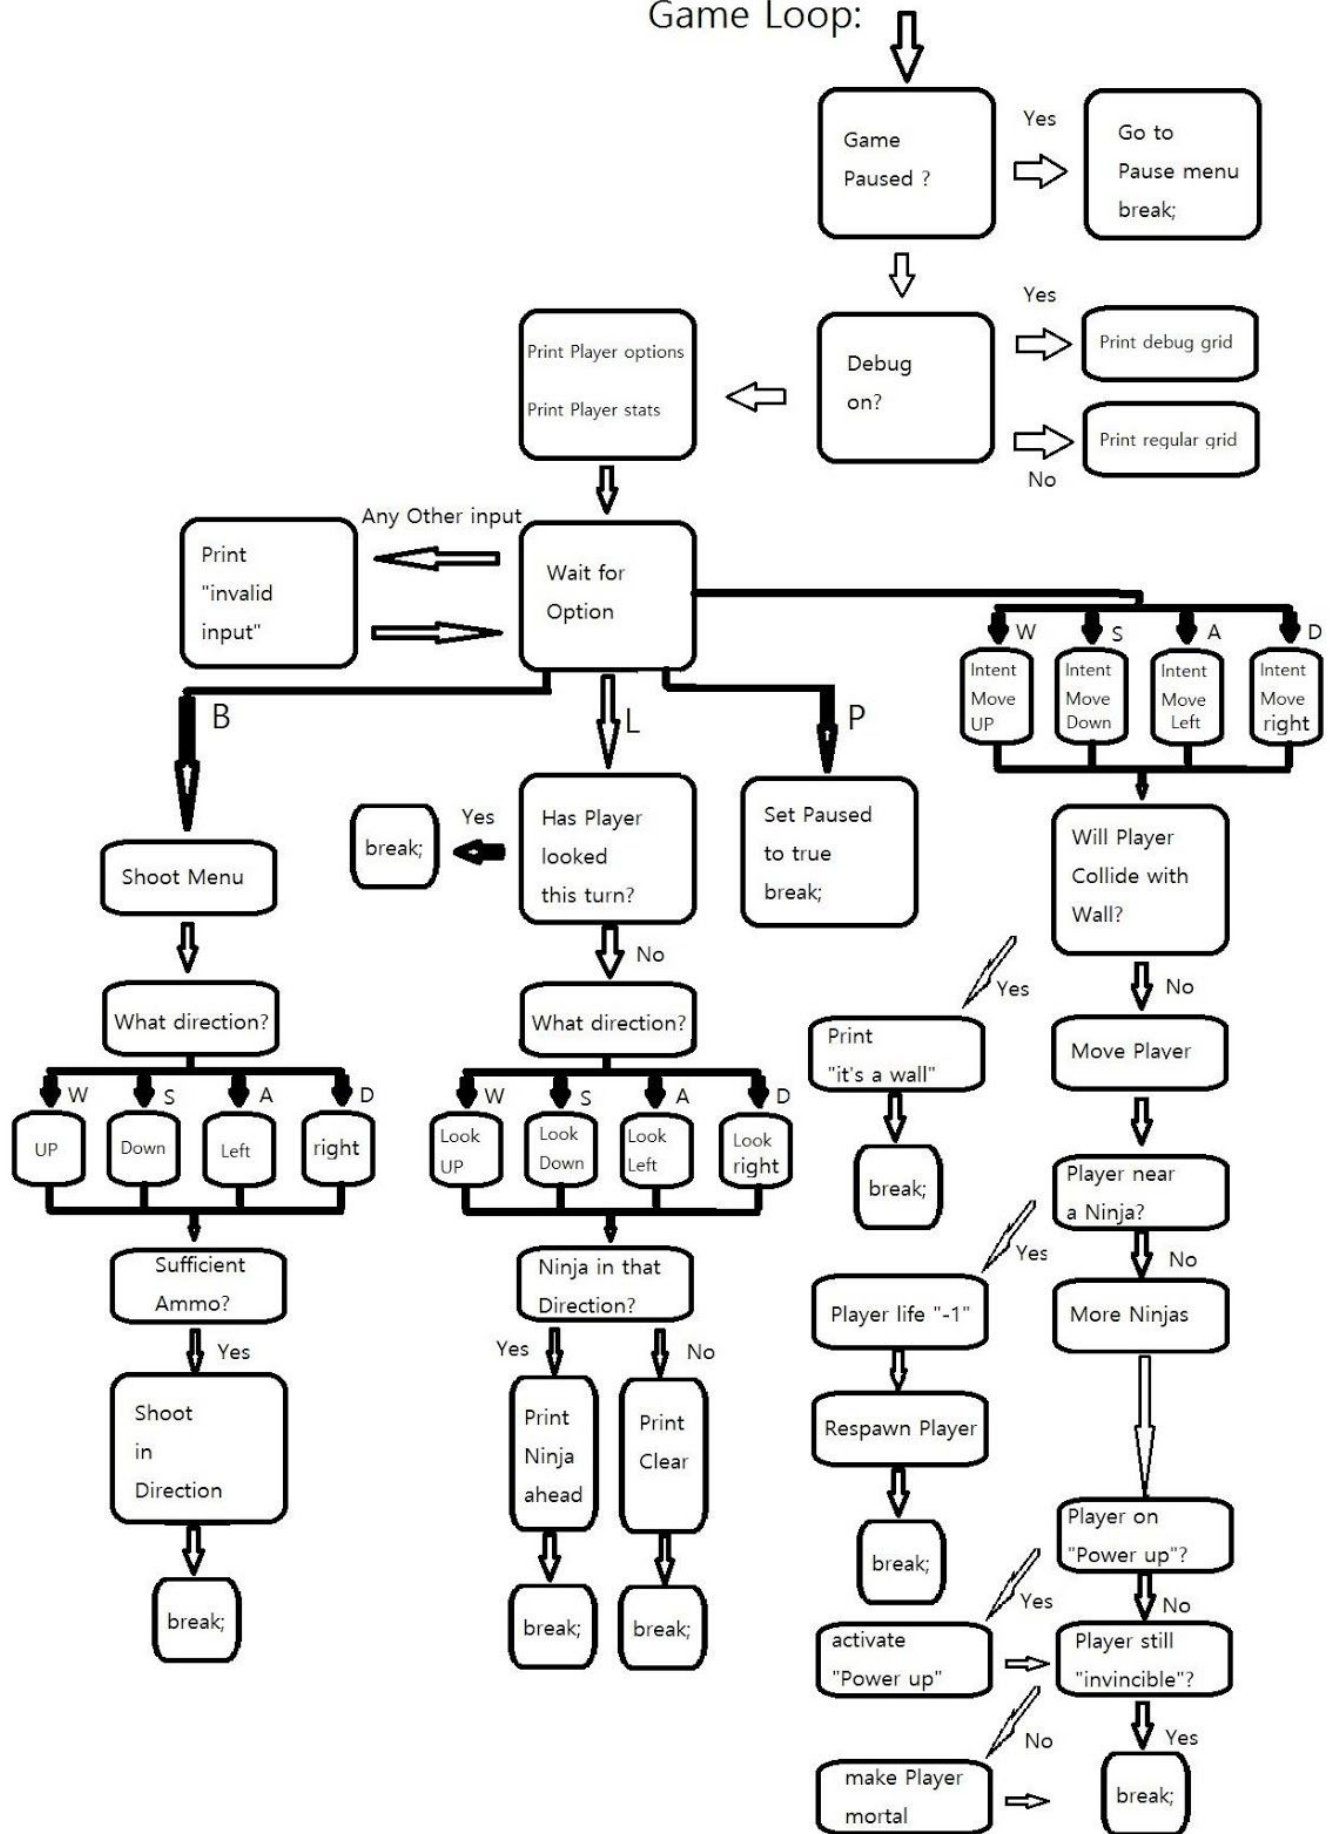 Game Loop:
Game
Paused ?
Yes
Go to
Pause menu
break;
Debug
on?
Yes
Print debug grid
No
Print regular grid
Print Player options
Print Player stats
Wait for
Option
Any Other input
Print
"invalid
input"
B
Shoot Menu
What direction?
W
S
A
D
UP
Down
Left
right
Sufficient
Ammo?
Yes
Shoot
in
Direction
break;
L
Has Player
looked
this turn?
Yes
break;
No
What direction?
W
S
A
D
Look
UP
Look
Down
Look
Left
Look
right
Ninja in that
Direction?
Yes
No
Print
Ninja
ahead
Print
Clear
break;
break;
P
Set Paused
to true
break;
W
S
A
D
Intent
Move
UP
Intent
Move
Down
Intent
Move
Left
Intent
Move
right
Will Player
Collide with
Wall?
Yes
Print
"it's a wall"
break;
No
Move Player
Player near
a Ninja?
Yes
Player life "-1"
Respawn Player
break;
No
More Ninjas
Player on
"Power up"?
Yes
activate
"Power up"
No
Player still
"invincible"?
No
make Player
mortal
Yes
break;